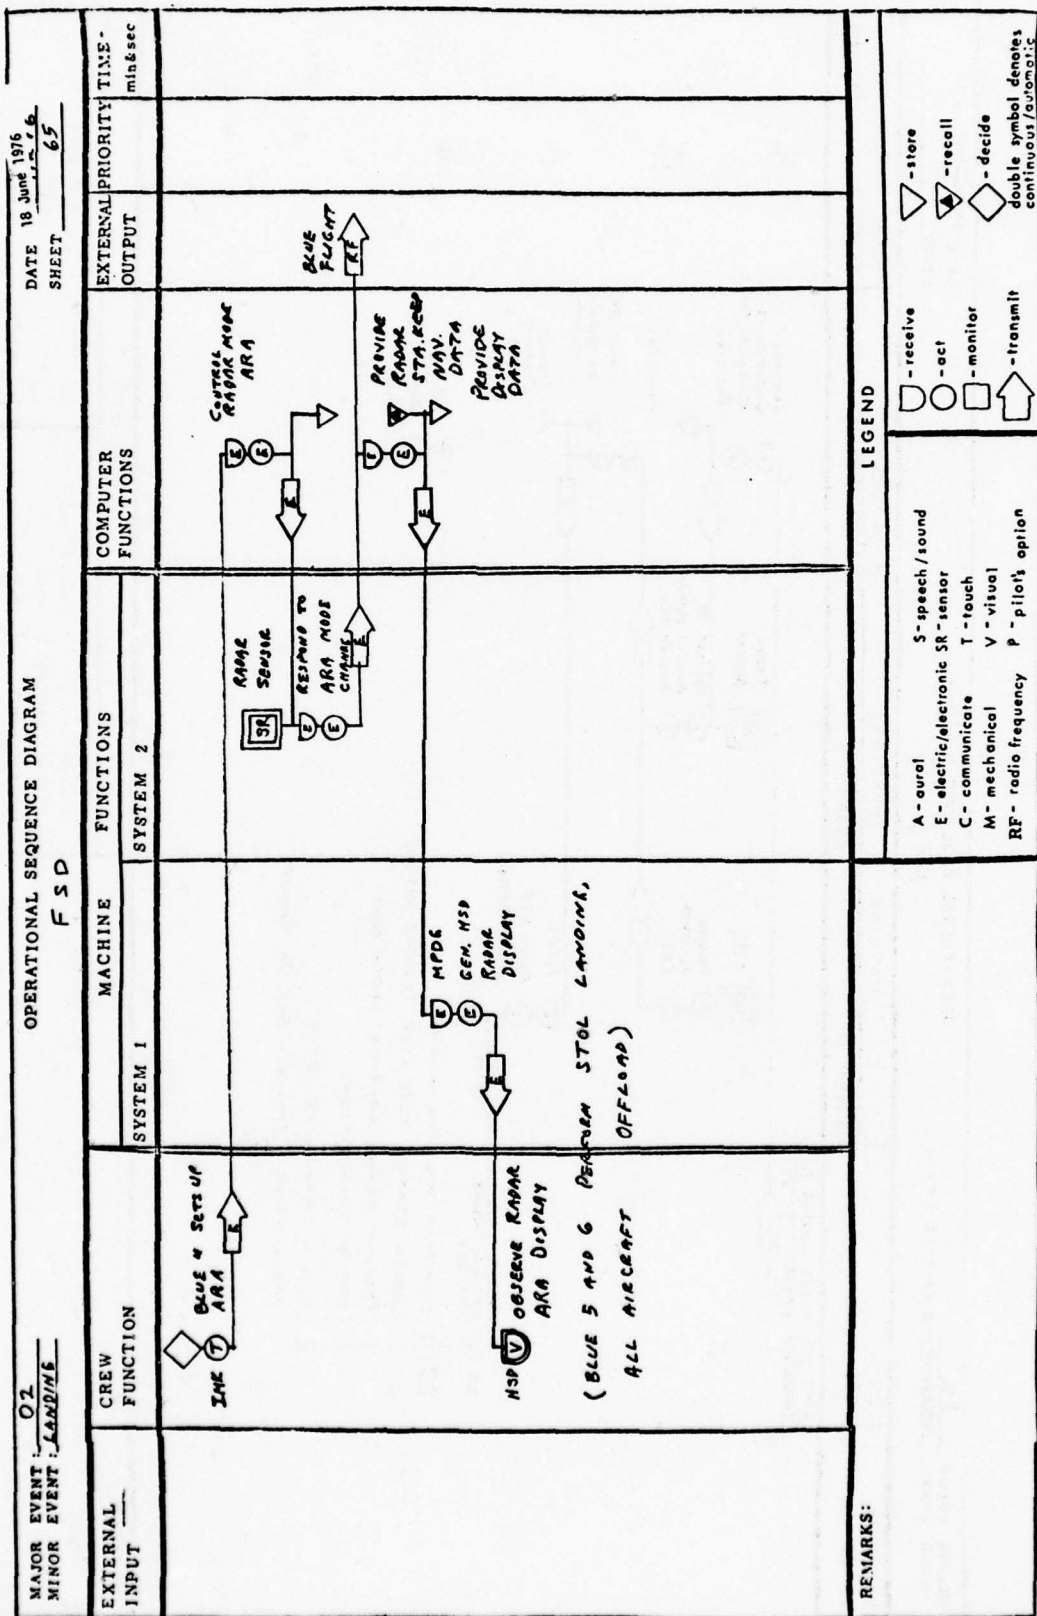 OPERATIONAL SEQUENCE DIAGRAM
FSD
MAJOR EVENT: O2
MINOR EVENT: LANDING
DATE 18 June 1976
SHEET 65
EXTERNAL INPUT
CREW FUNCTION
MACHINE FUNCTIONS
SYSTEM 1
SYSTEM 2
COMPUTER FUNCTIONS
EXTERNAL OUTPUT
PRIORITY
TIME-
min&sec
IMK
T
BLUE 4 SETS UP
ARA
E
E
E
CONTROL
RADAR MODE
ARA
E
RADAR
SENSOR
SR
E
E
RESPOND TO
ARA MODE
CHANGE
E
BLUE
FLIGHT
RF
E
E
PROVIDE
RADAR
STA. KEEP
NAV.
DATA
PROVIDE
DISPLAY
DATA
E
E
E
MPDG
GEN. HSD
RADAR
DISPLAY
E
HSD
V
OBSERVE RADAR
ARA DISPLAY
(BLUE 5 AND 6 PERFORM STOL LANDING,
ALL AIRCRAFT OFFLOAD)
REMARKS:
LEGEND
A - aural
S - speech/sound
E - electric/electronic
SR - sensor
C - communicate
T - touch
M - mechanical
V - visual
RF - radio frequency
P - pilot's option
- receive
- store
- act
- recall
- monitor
- decide
- transmit
double symbol denotes
continuous/automatic